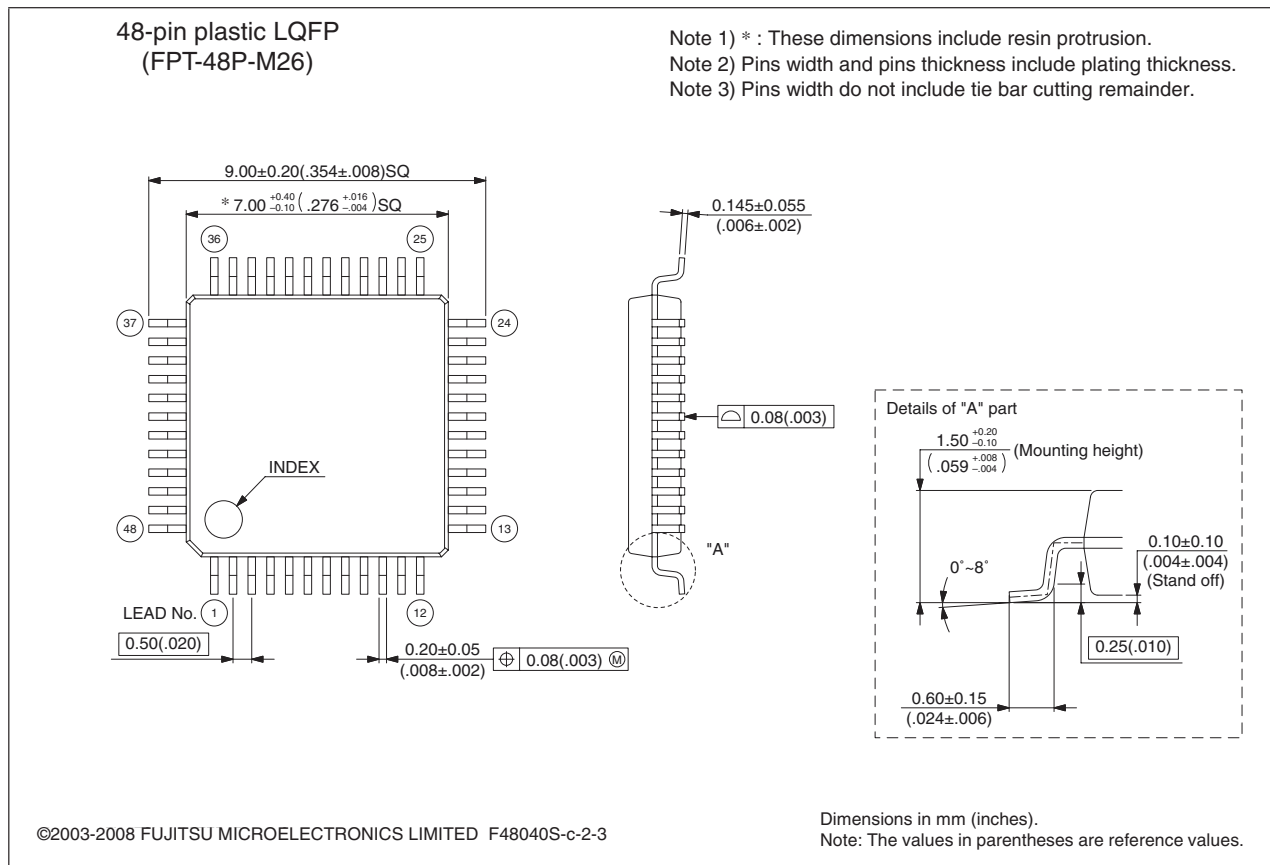 48-pin plastic LQFP
(FPT-48P-M26)
Note 1) * : These dimensions include resin protrusion.
Note 2) Pins width and pins thickness include plating thickness.
Note 3) Pins width do not include tie bar cutting remainder.
9.00±0.20(.354±.008)SQ
* 7.00 +0.40 −0.10 ( .276 +.016 −.004 )SQ
0.145±0.055
(.006±.002)
36
25
37
24
0.08(.003)
INDEX
48
13
"A"
LEAD No.
1
12
0.50(.020)
0.20±0.05
(.008±.002)
⌖ 0.08(.003) Ⓜ
Details of "A" part
1.50 +0.20 −0.10
( .059 +.008 −.004 )
(Mounting height)
0˚~8˚
0.10±0.10
(.004±.004)
(Stand off)
0.25(.010)
0.60±0.15
(.024±.006)
©2003-2008 FUJITSU MICROELECTRONICS LIMITED F48040S-c-2-3
Dimensions in mm (inches).
Note: The values in parentheses are reference values.